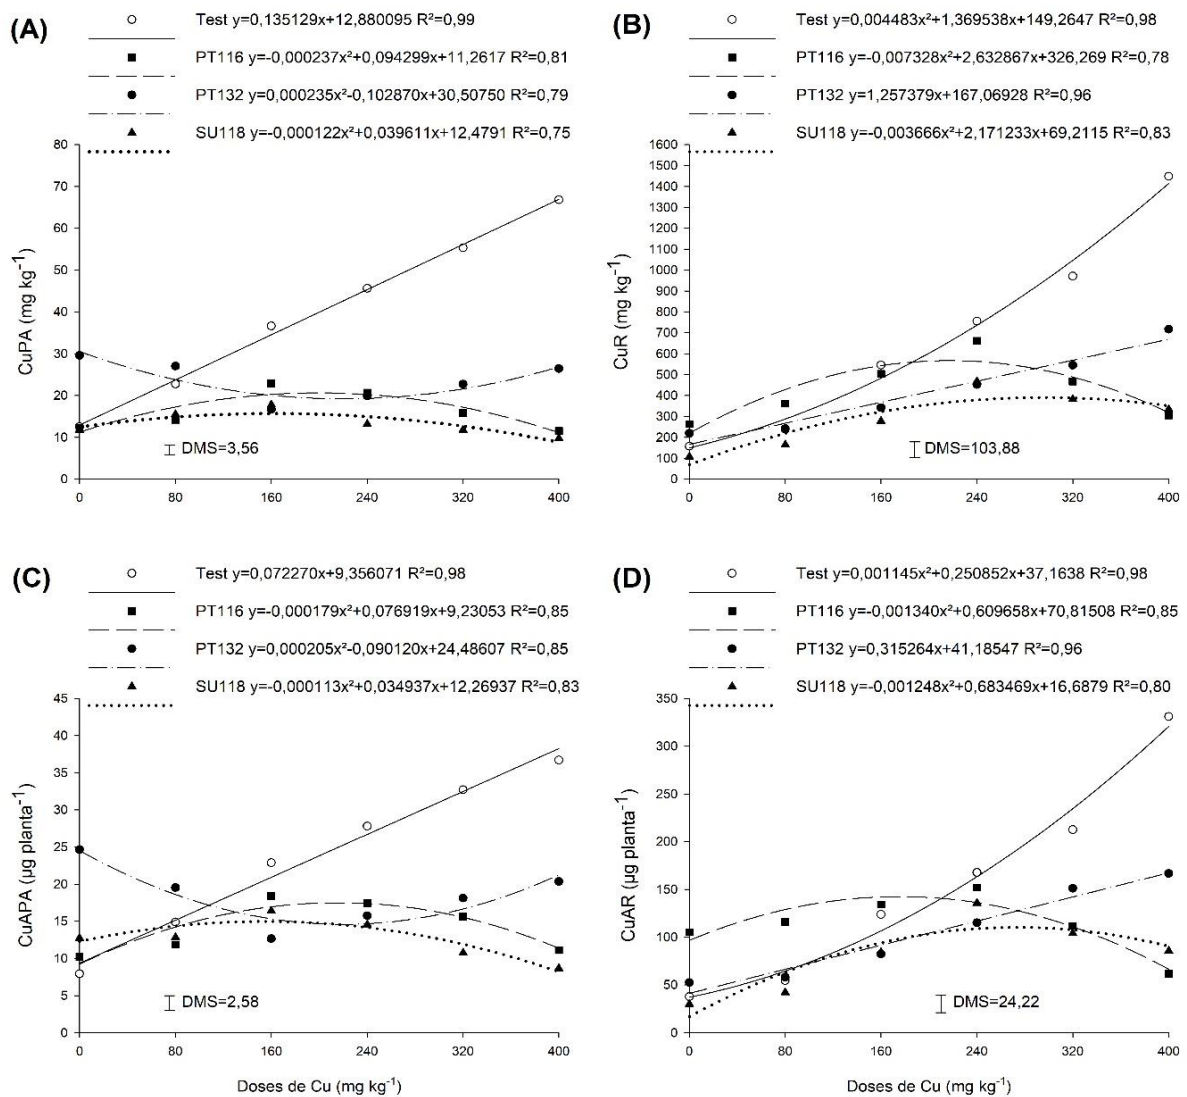 (A)
Test y=0,135129x+12,880095 R²=0,99
PT116 y=-0,000237x²+0,094299x+11,2617 R²=0,81
PT132 y=0,000235x²-0,102870x+30,50750 R²=0,79
SU118 y=-0,000122x²+0,039611x+12,4791 R²=0,75
80
70
60
50
40
30
20
10
0
CuPA (mg kg⁻¹)
DMS=3,56
0 80 160 240 320 400
(B)
Test y=0,004483x²+1,369538x+149,2647 R²=0,98
PT116 y=-0,007328x²+2,632867x+326,269 R²=0,78
PT132 y=1,257379x+167,06928 R²=0,96
SU118 y=-0,003666x²+2,171233x+69,2115 R²=0,83
1600
1500
1400
1300
1200
1100
1000
900
800
700
600
500
400
300
200
100
0
CuR (mg kg⁻¹)
DMS=103,88
0 80 160 240 320 400
(C)
Test y=0,072270x+9,356071 R²=0,98
PT116 y=-0,000179x²+0,076919x+9,23053 R²=0,85
PT132 y=0,000205x²-0,090120x+24,48607 R²=0,85
SU118 y=-0,000113x²+0,034937x+12,26937 R²=0,83
45
40
35
30
25
20
15
10
5
0
CuAPA (µg planta⁻¹)
DMS=2,58
0 80 160 240 320 400
Doses de Cu (mg kg⁻¹)
(D)
Test y=0,001145x²+0,250852x+37,1638 R²=0,98
PT116 y=-0,001340x²+0,609658x+70,81508 R²=0,85
PT132 y=0,315264x+41,18547 R²=0,96
SU118 y=-0,001248x²+0,683469x+16,6879 R²=0,80
350
300
250
200
150
100
50
0
CuAR (µg planta⁻¹)
DMS=24,22
0 80 160 240 320 400
Doses de Cu (mg kg⁻¹)